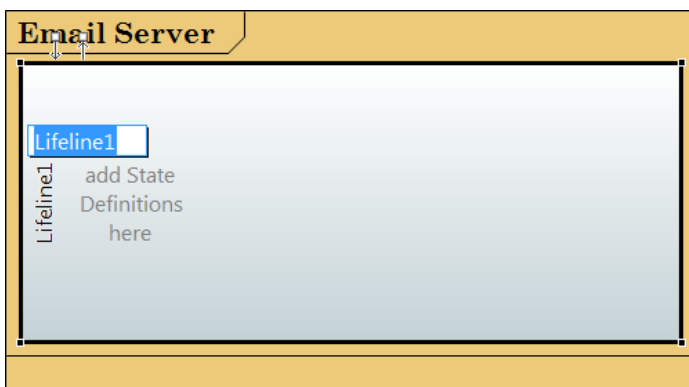 Email Server
Lifeline1
Lifeline1
add State
Definitions
here